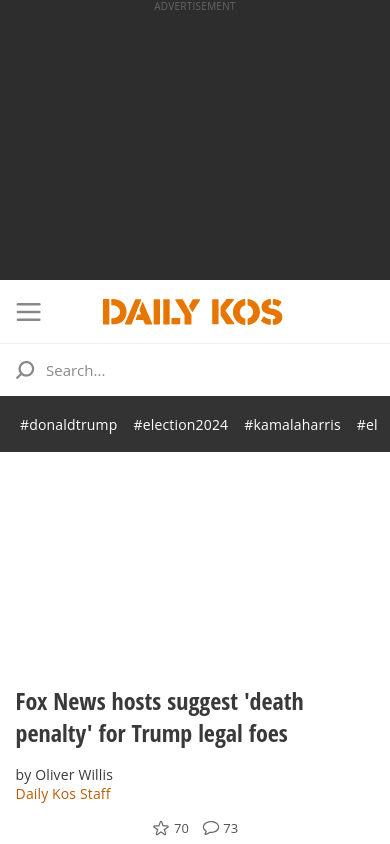 ADVERTISEMENT
DAILY KOS
Search...
#donaldtrump #election2024 #kamalaharris #el
Fox News hosts suggest 'death
penalty' for Trump legal foes
by Oliver Willis
Daily Kos Staff
70 73